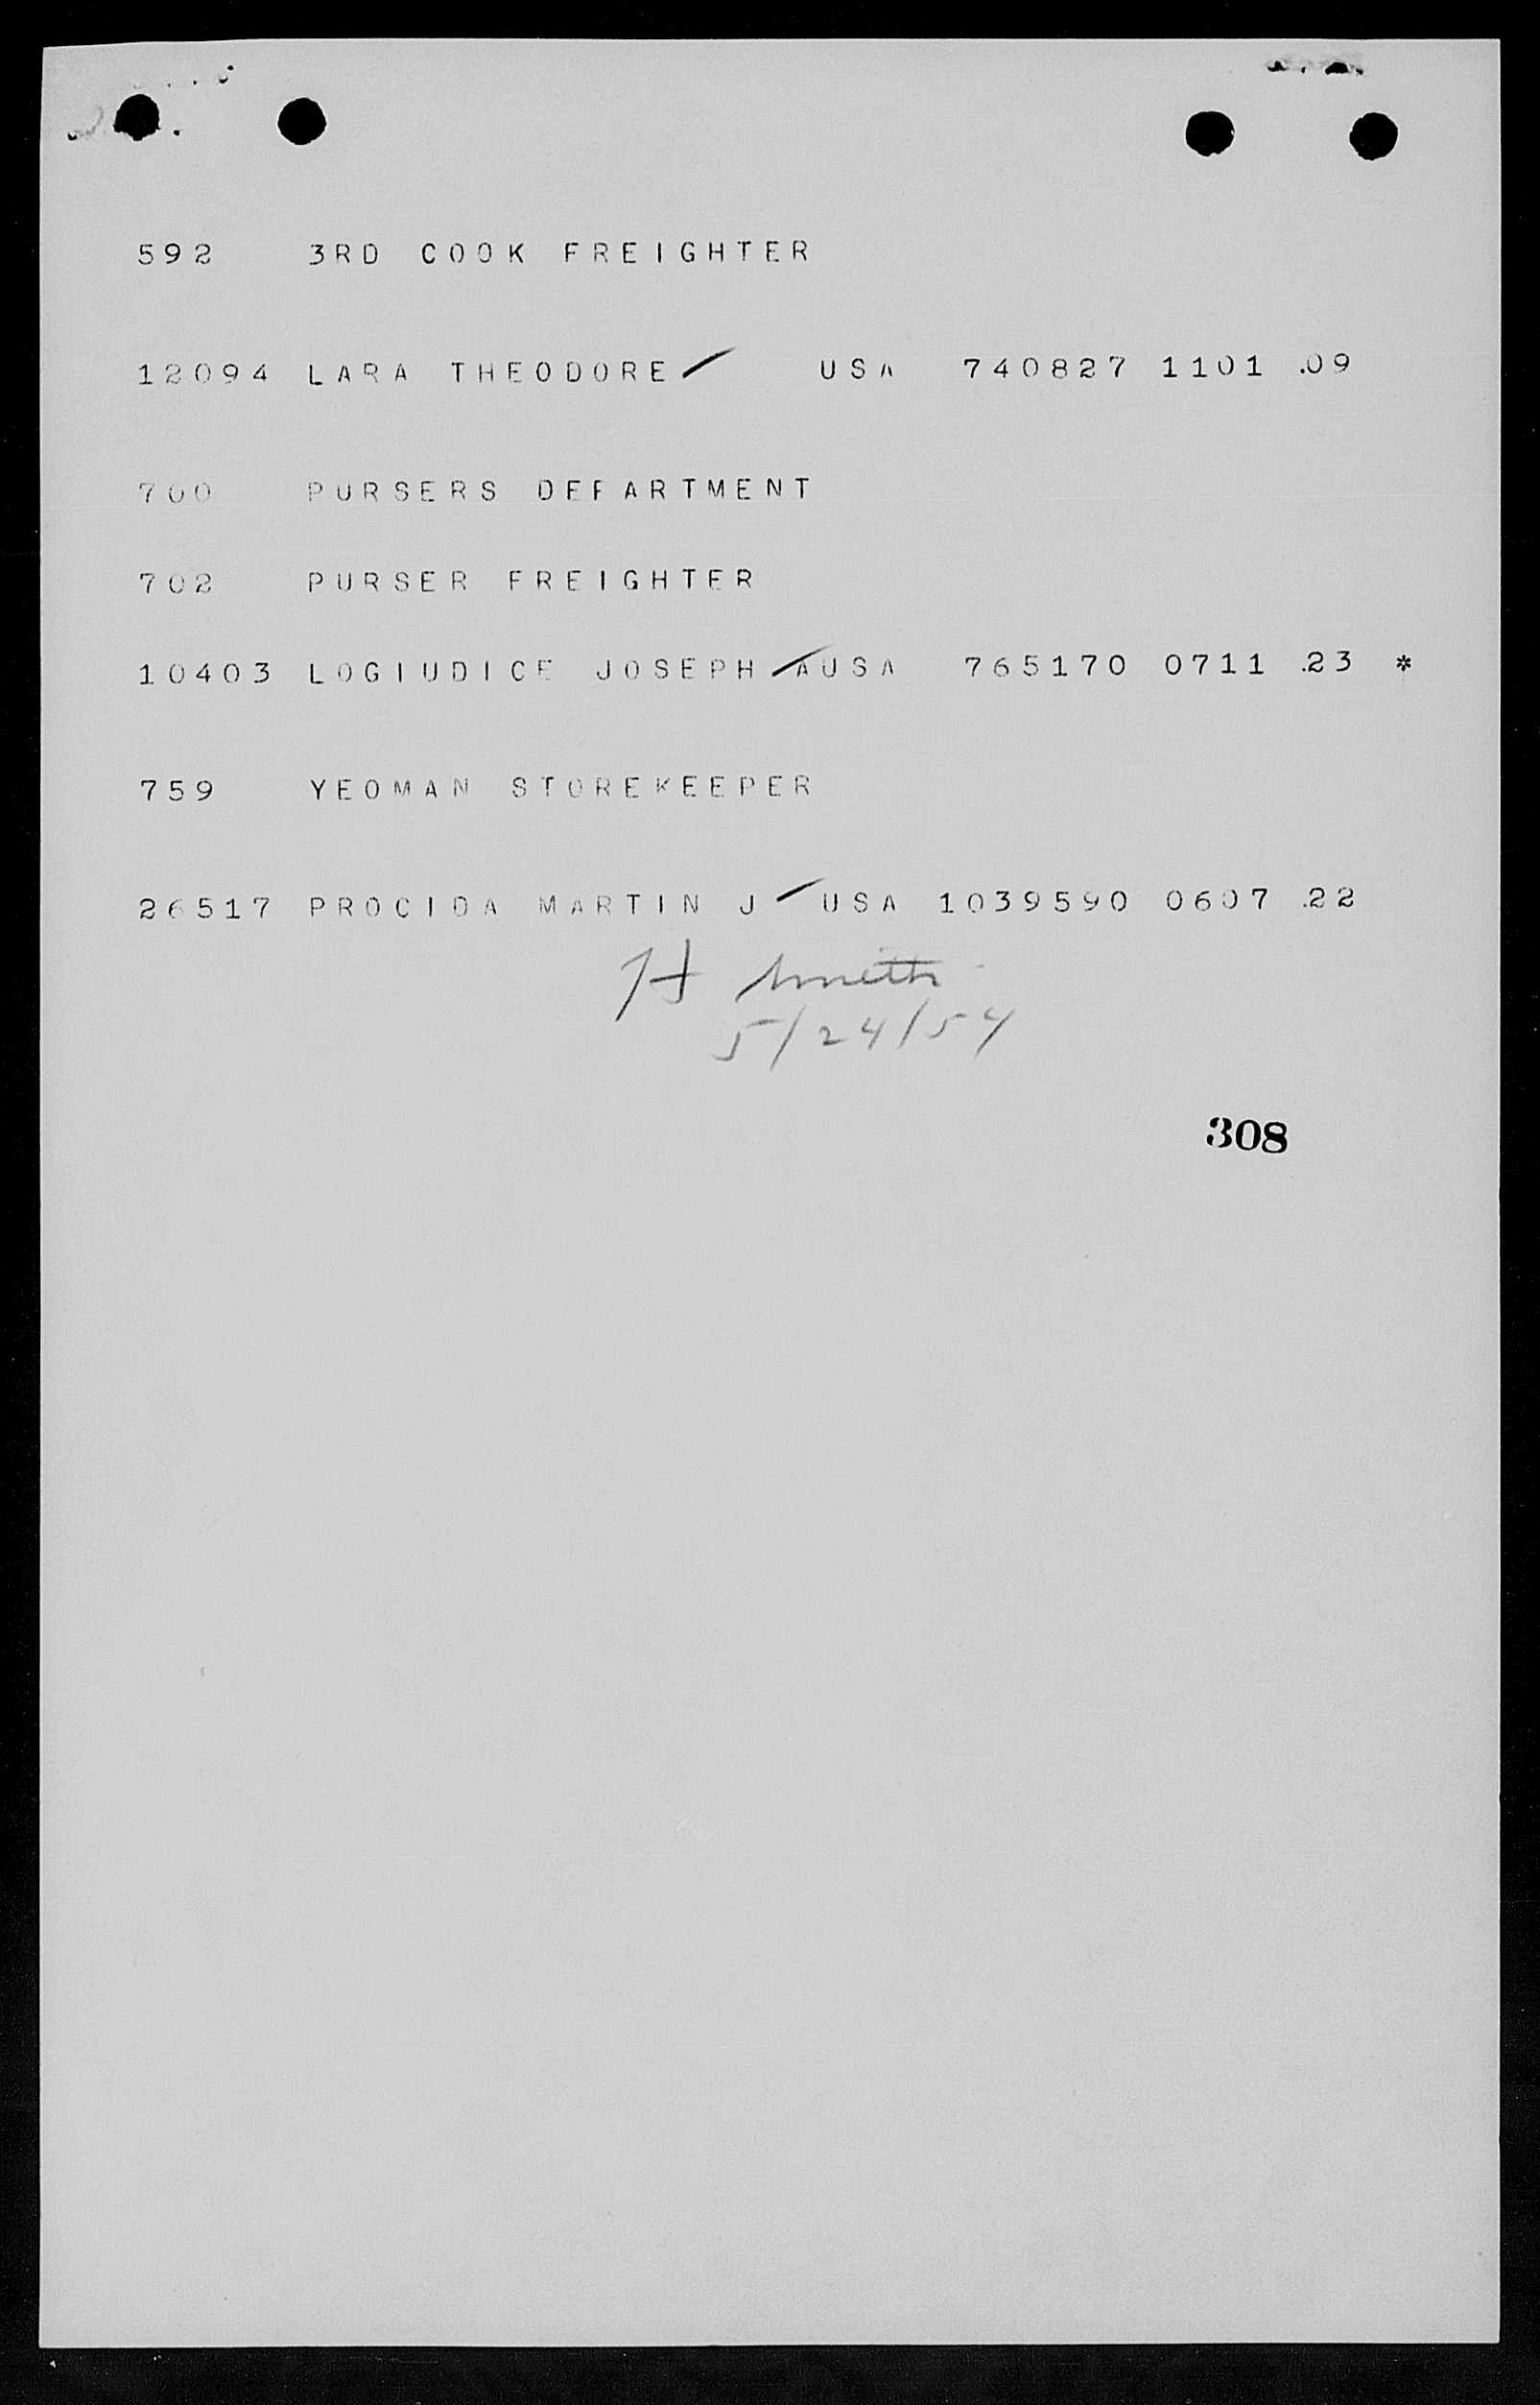 592 3RD COOK FREIGHTER
12094 LARA THEODORE USA 740827 1101 .09
700 PURSERS DEPARTMENT
702 PURSER FREIGHTER
10403 LOGIUDICE JOSEPH A USA 765170 0711 .23 *
759 YEOMAN STOREKEEPER
26517 PROCIDA MARTIN J USA 1039590 0607 .22
H Smith
5/24/54
308